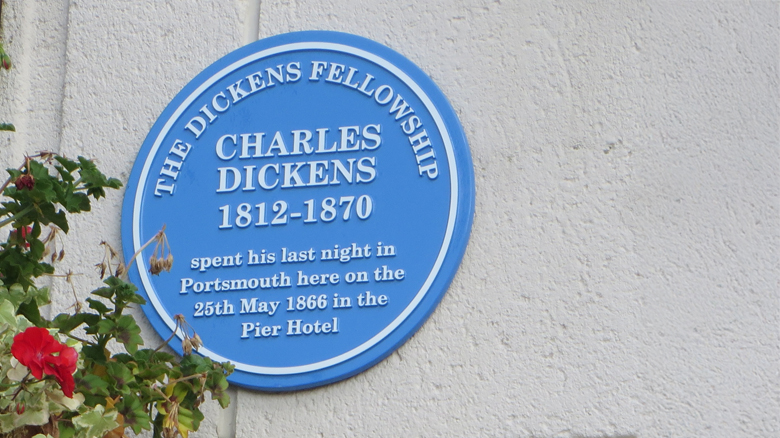 THE DICKENS FELLOWSHIP
CHARLES
DICKENS
1812-1870
spent his last night in
Portsmouth here on the
25th May 1866 in the
Pier Hotel